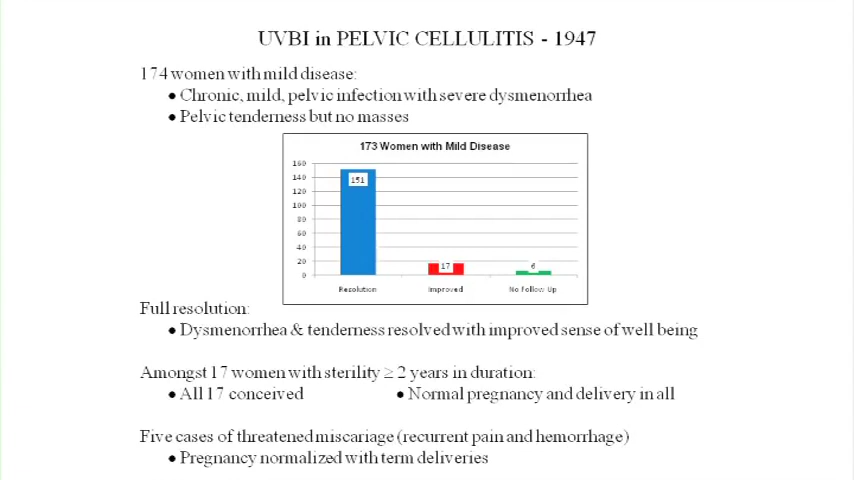 UVBI in PELVIC CELLULITIS - 1947
174 women with mild disease:
● Chronic, mild, pelvic infection with severe dysmenorrhea
● Pelvic tenderness but no masses
173 Women with Mild Disease
160
140
120
100
80
60
40
20
0
151
17
6
Resolution
Improved
No Follow Up
Full resolution:
● Dysmenorrhea & tenderness resolved with improved sense of well being
Amongst 17 women with sterility ≥ 2 years in duration:
● All 17 conceived ● Normal pregnancy and delivery in all
Five cases of threatened miscariage (recurrent pain and hemorrhage)
● Pregnancy normalized with term deliveries